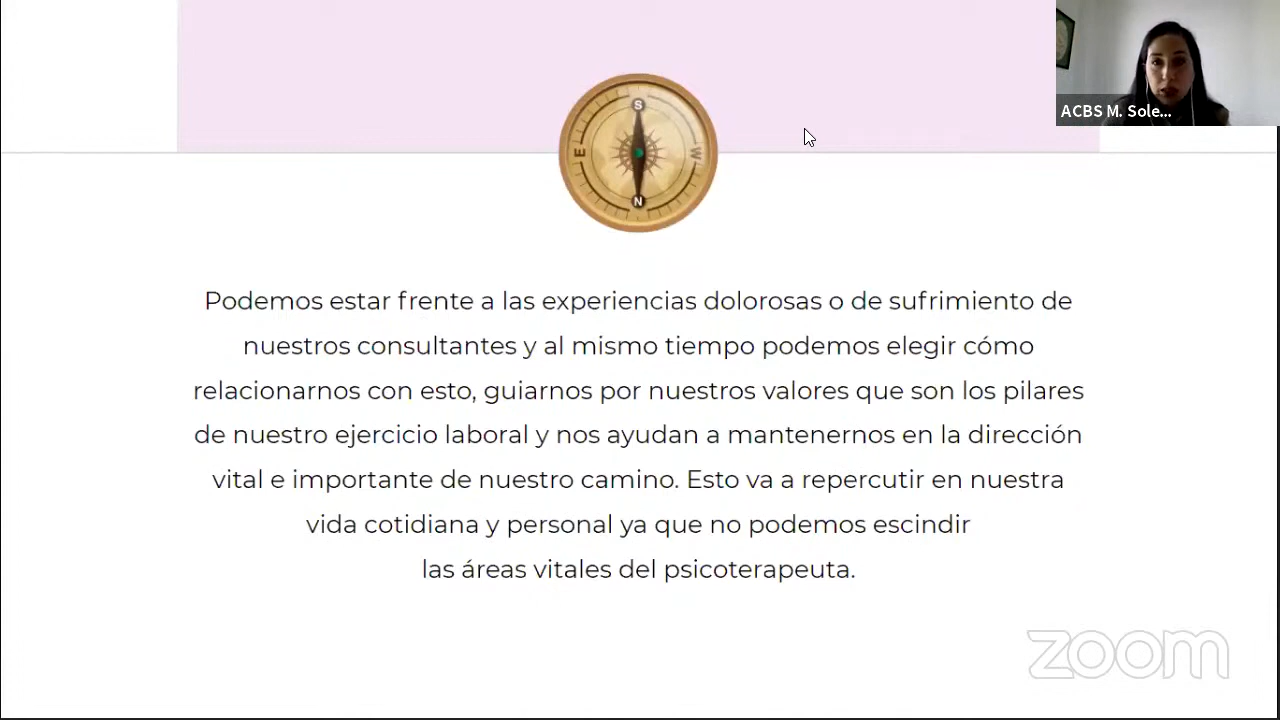 S
E
W
N
ACBS M. Sole...
Podemos estar frente a las experiencias dolorosas o de sufrimiento de
nuestros consultantes y al mismo tiempo podemos elegir cómo
relacionarnos con esto, guiarnos por nuestros valores que son los pilares
de nuestro ejercicio laboral y nos ayudan a mantenernos en la dirección
vital e importante de nuestro camino. Esto va a repercutir en nuestra
vida cotidiana y personal ya que no podemos escindir
las áreas vitales del psicoterapeuta.
zoom